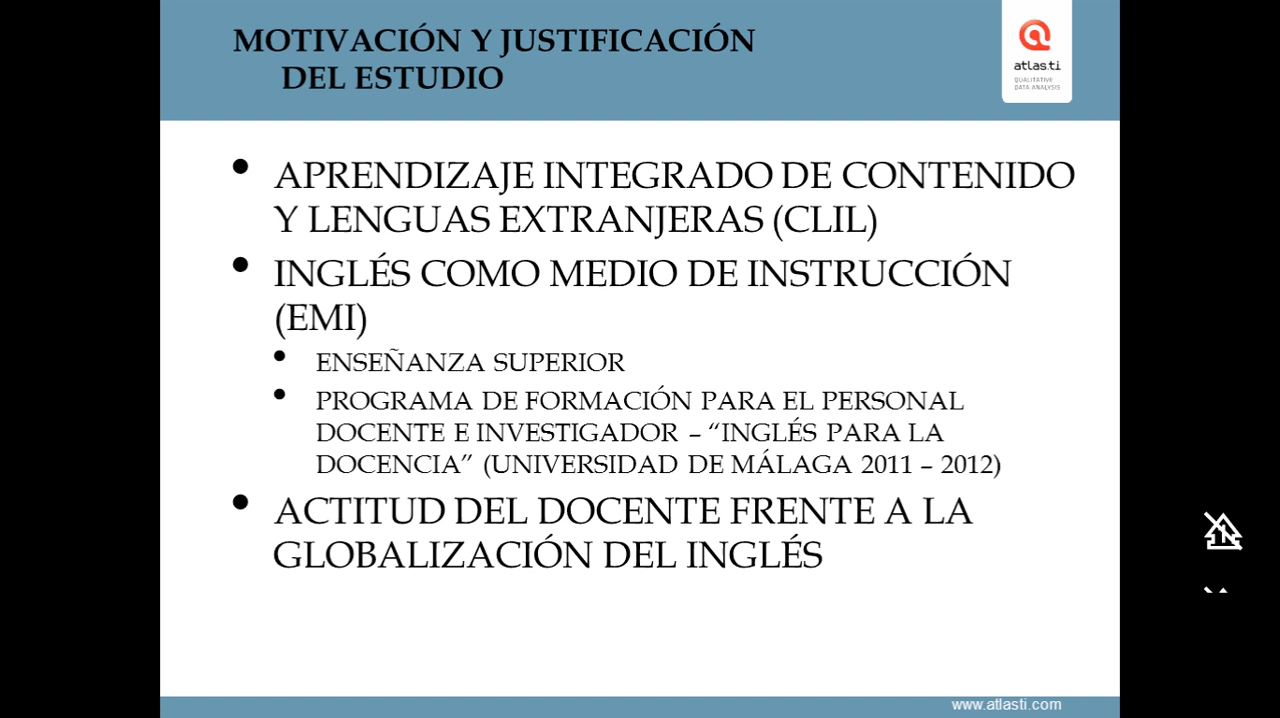 MOTIVACIÓN Y JUSTIFICACIÓN
DEL ESTUDIO
atlas.ti
QUALITATIVE
DATA ANALYSIS
• APRENDIZAJE INTEGRADO DE CONTENIDO
Y LENGUAS EXTRANJERAS (CLIL)
• INGLÉS COMO MEDIO DE INSTRUCCIÓN
(EMI)
• ENSEÑANZA SUPERIOR
• PROGRAMA DE FORMACIÓN PARA EL PERSONAL
DOCENTE E INVESTIGADOR – “INGLÉS PARA LA
DOCENCIA” (UNIVERSIDAD DE MÁLAGA 2011 – 2012)
• ACTITUD DEL DOCENTE FRENTE A LA
GLOBALIZACIÓN DEL INGLÉS
www.atlasti.com